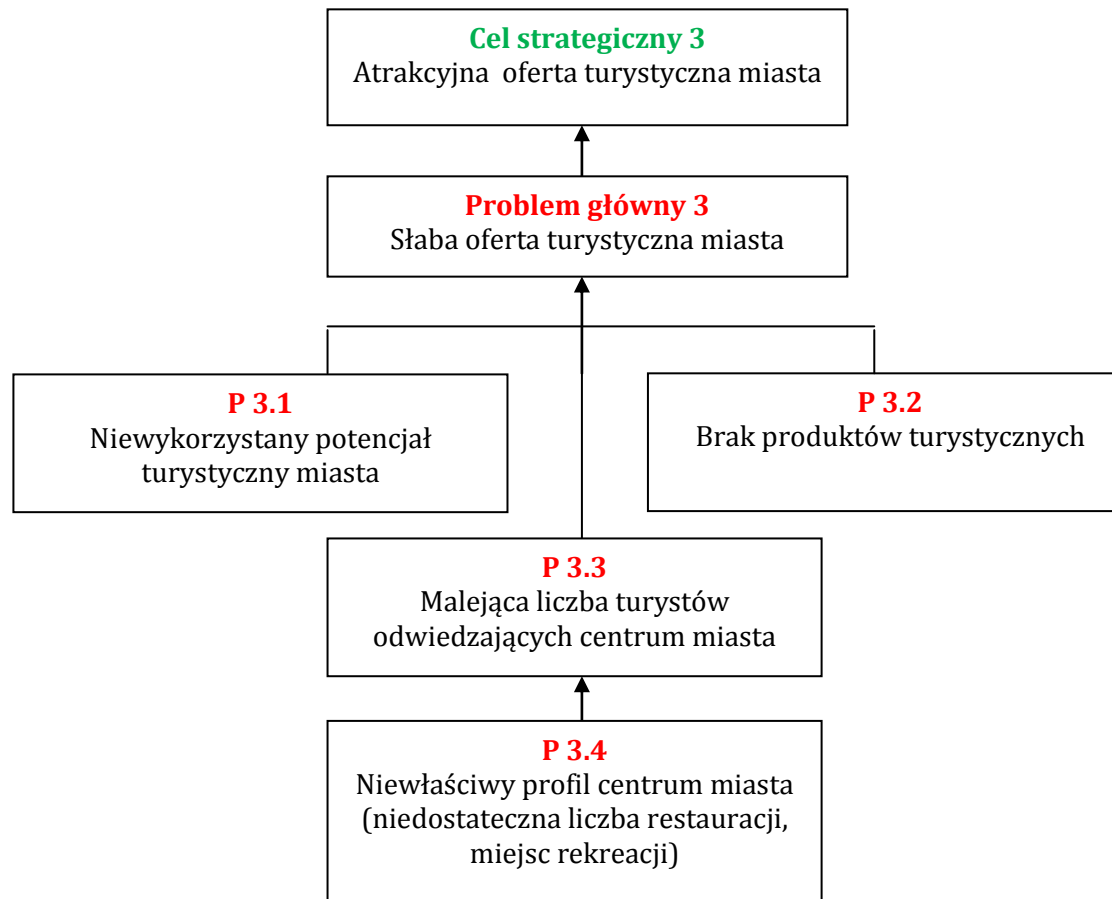 Cel strategiczny 3
Atrakcyjna oferta turystyczna miasta
Problem główny 3
Słaba oferta turystyczna miasta
P 3.1
Niewykorzystany potencjał
turystyczny miasta
P 3.2
Brak produktów turystycznych
P 3.3
Malejąca liczba turystów
odwiedzających centrum miasta
P 3.4
Niewłaściwy profil centrum miasta
(niedostateczna liczba restauracji,
miejsc rekreacji)